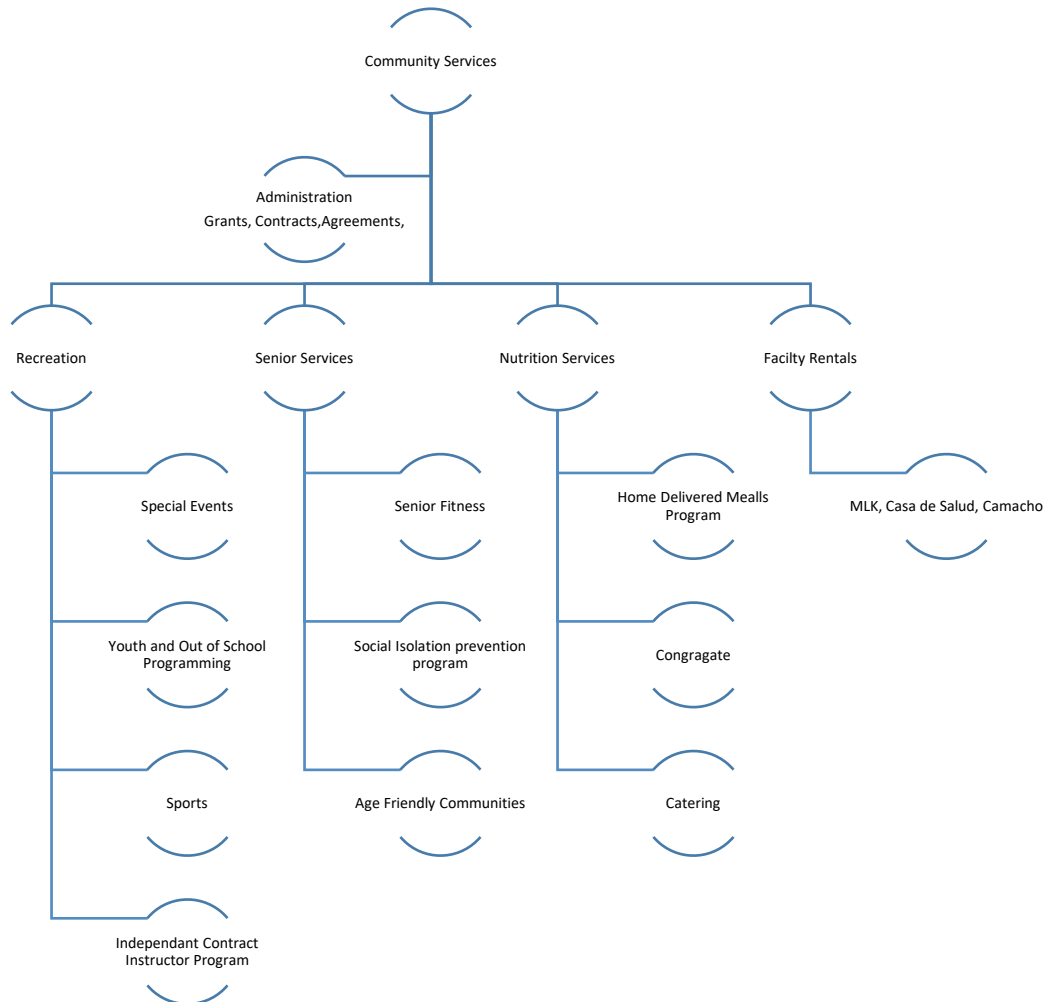 Community Services
Administration
Grants, Contracts,Agreements,
Recreation
Senior Services
Nutrition Services
Facilty Rentals
Special Events
Senior Fitness
Home Delivered Mealls
Program
MLK, Casa de Salud, Camacho
Youth and Out of School
Programming
Social Isolation prevention
program
Congragate
Sports
Age Friendly Communities
Catering
Independant Contract
Instructor Program